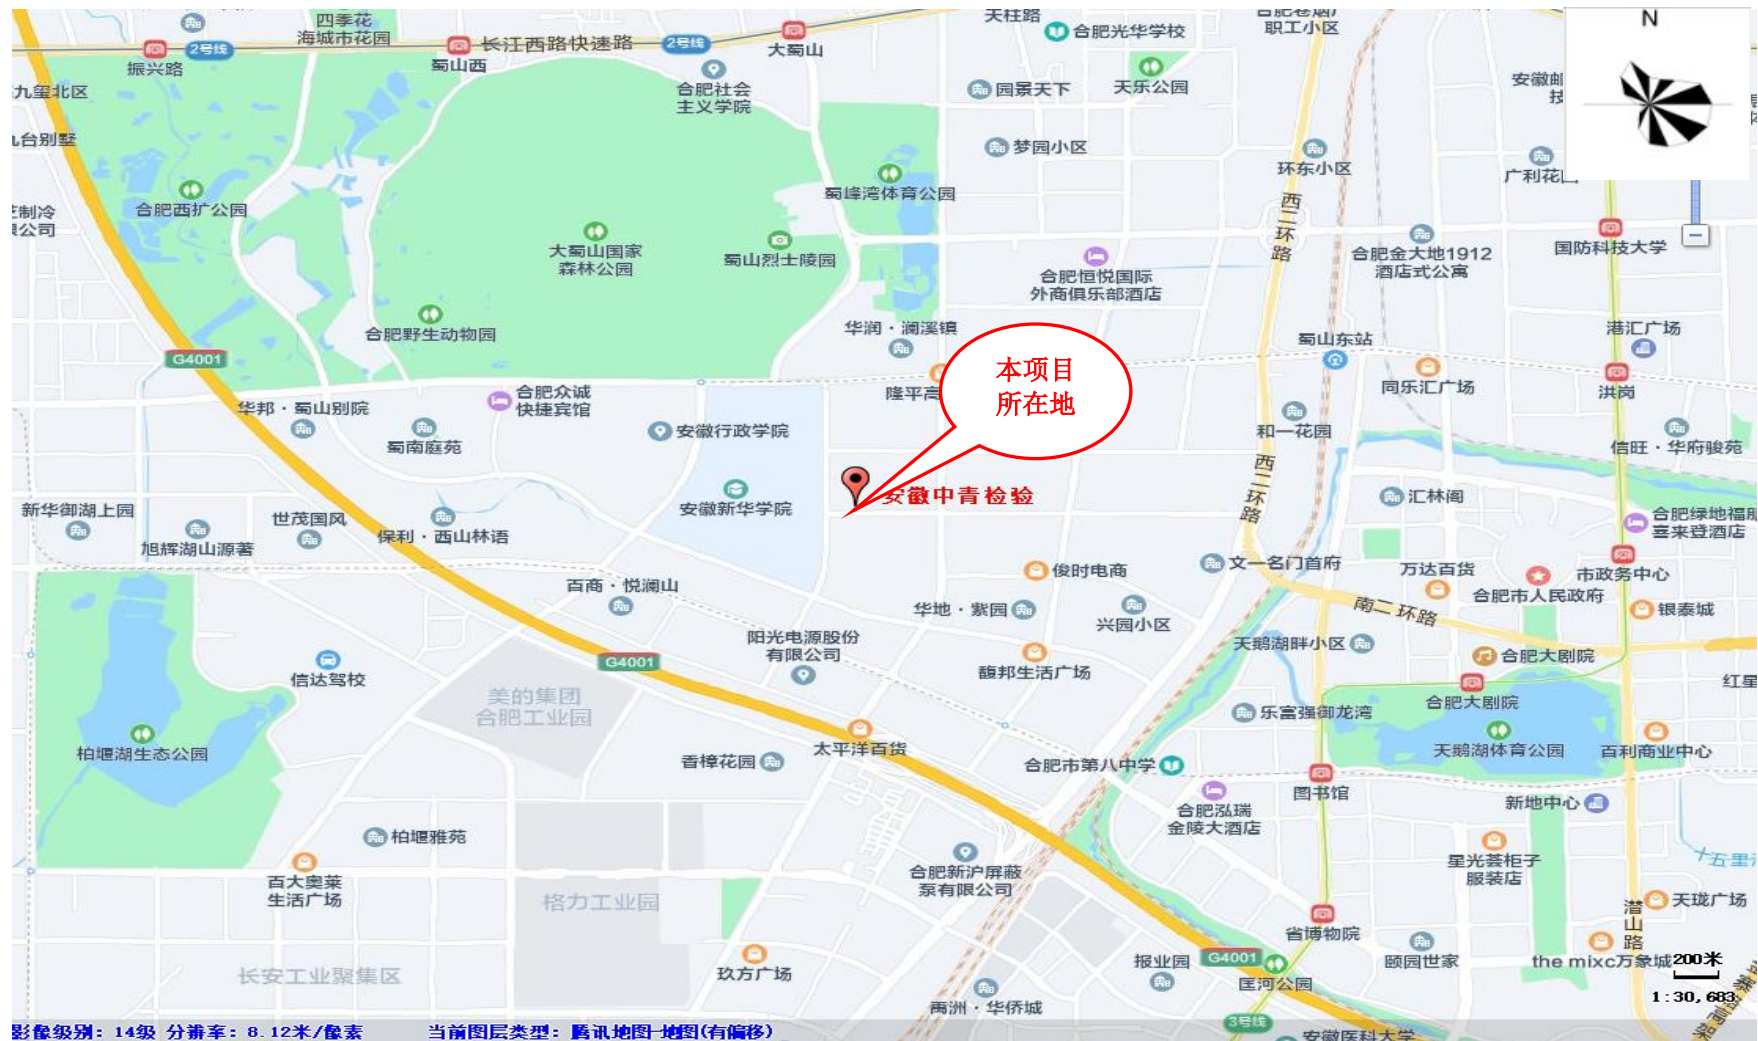 四季花
海城市花园
2号线
长江西路快速路
2号线
振兴路
蜀山西
大蜀山
天柱路
合肥光华学校
职工小区
N
九玺北区
合肥社会
主义学院
园景天下
天乐公园
安徽邮
技
九台别墅
梦园小区
环东小区
广利花
合肥西扩公园
蜀峰湾体育公园
西二环路
大蜀山国家
森林公园
蜀山烈士陵园
合肥恒悦国际
外商俱乐部酒店
合肥金大地1912
酒店式公寓
国防科技大学
制冷
公司
合肥野生动物园
华润·澜溪镇
蜀山东站
港汇广场
G4001
本项目
所在地
隆平高
同乐汇广场
洪岗
合肥众诚
快捷宾馆
华邦·蜀山别院
蜀南庭苑
安徽行政学院
和一花园
信旺·华府骏苑
西二环路
安徽新华学院
安徽中青检验
汇林阁
新华御湖上园
旭辉湖山源著
世茂国风
保利·西山林语
合肥绿地福朋
喜来登酒店
俊时电商
文一名门首府
万达百货
市政务中心
合肥市人民政府
百商·悦澜山
华地·紫园
兴园小区
南二环路
银泰城
阳光电源股份
有限公司
天鹅湖畔小区
合肥大剧院
G4001
信达驾校
馥邦生活广场
红星
美的集团
合肥工业园
合肥大剧院
乐富强御龙湾
柏堰湖生态公园
太平洋百货
天鹅湖体育公园
百利商业中心
香樟花园
合肥市第八中学
图书馆
新地中心
合肥泓瑞
金陵大酒店
柏堰雅苑
星光荟柜子
服装店
十五里
百大奥莱
生活广场
合肥新沪屏蔽
泵有限公司
格力工业园
天珑广场
潜山路
省博物院
长安工业聚集区
玖方广场
报业园
G4001
匡河公园
颐园世家
the mixc万象城
200米
禹洲·华侨城
1:30,683
3号线
安徽医科大学
影像级别：14级 分辨率：8.12米/像素
当前图层类型：腾讯地图-地图(有偏移)